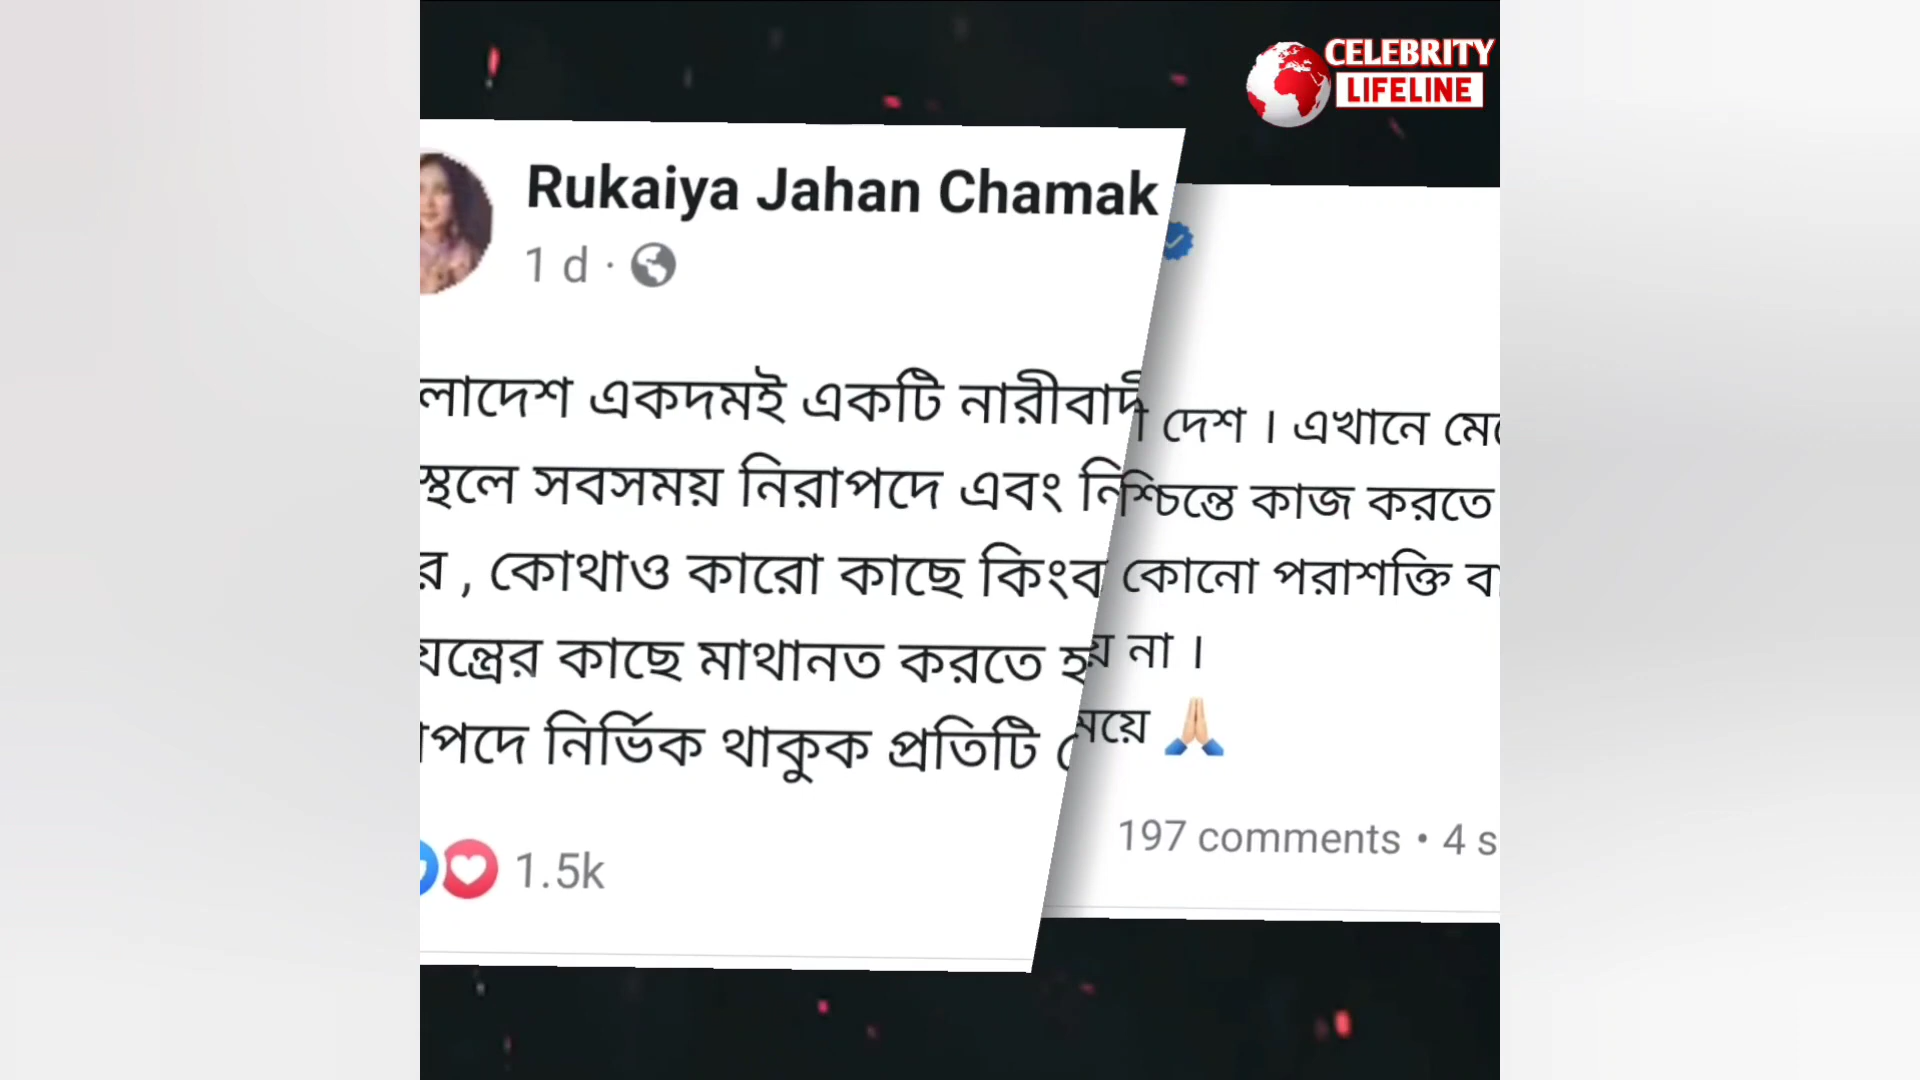 CELEBRITY
LIFELINE
Rukaiya Jahan Chamak
1 d ·
লাদেশ একদমই একটি নারীবাদী দেশ । এখানে মে
স্থলে সবসময় নিরাপদে এবং নিশ্চিন্তে কাজ করতে
র , কোথাও কারো কাছে কিংব কোনো পরাশক্তি বা
যন্ত্রের কাছে মাথানত করতে হয় না ।
াপদে নির্ভিক থাকুক প্রতিটি মেয়ে 🙏🏻
1.5k
197 comments • 4 s